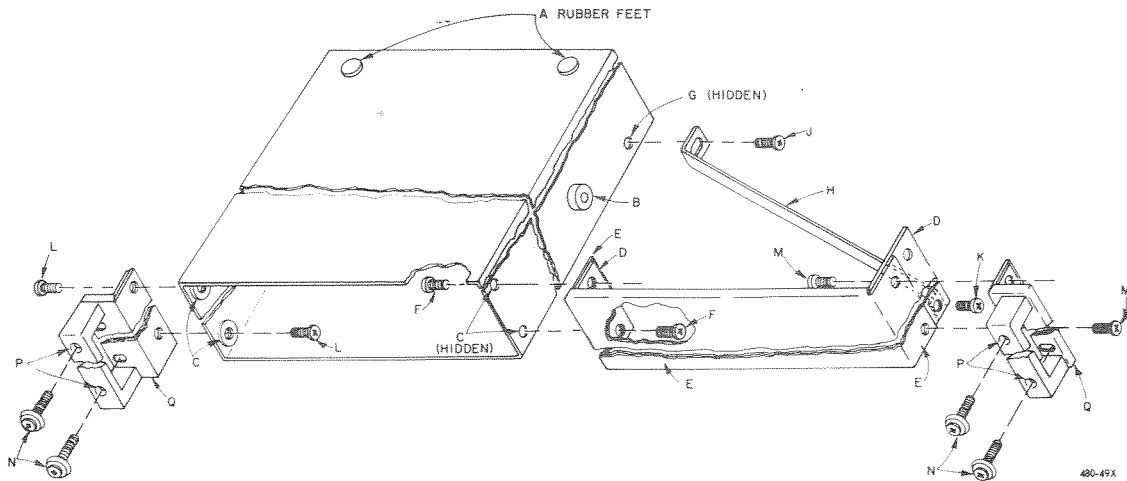 A RUBBER FEET
G (HIDDEN)
J
H
B
D
E
D
L
M
K
M
F
F
C
L
C
(HIDDEN)
P
P
E
E
Q
Q
N
N
480-49X